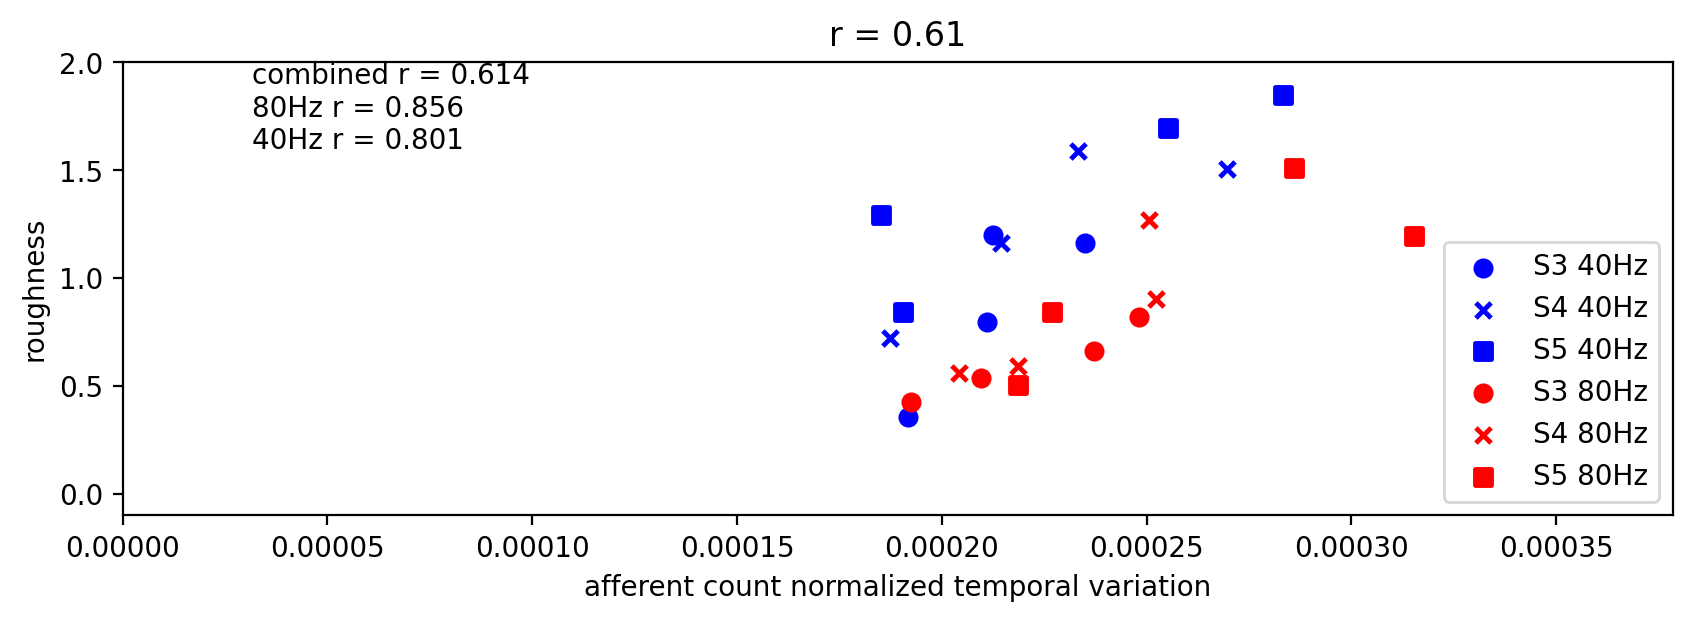 r = 0.61
combined r = 0.614
80Hz r = 0.856
40Hz r = 0.801
2.0
1.5
1.0
0.5
0.0
roughness
S3 40Hz
S4 40Hz
S5 40Hz
S3 80Hz
S4 80Hz
S5 80Hz
0.00000 0.00005 0.00010 0.00015 0.00020 0.00025 0.00030 0.00035
afferent count normalized temporal variation